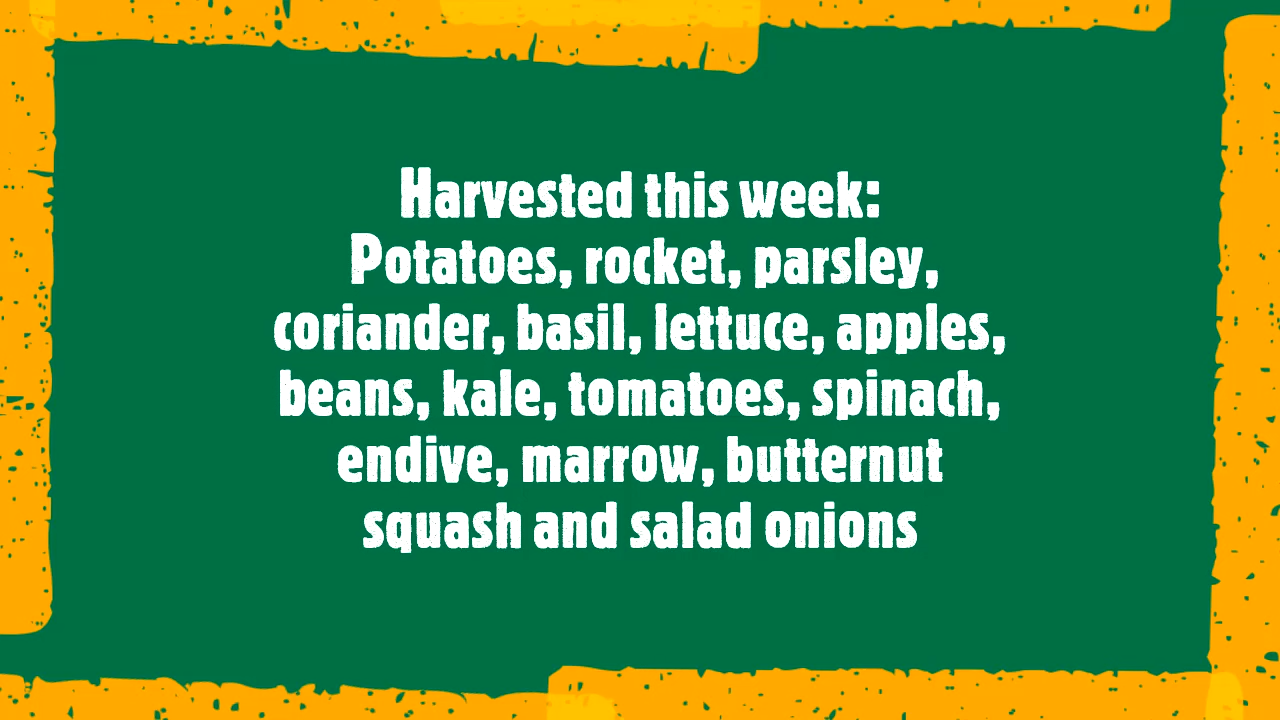 Harvested this week:
Potatoes, rocket, parsley,
coriander, basil, lettuce, apples,
beans, kale, tomatoes, spinach,
endive, marrow, butternut
squash and salad onions